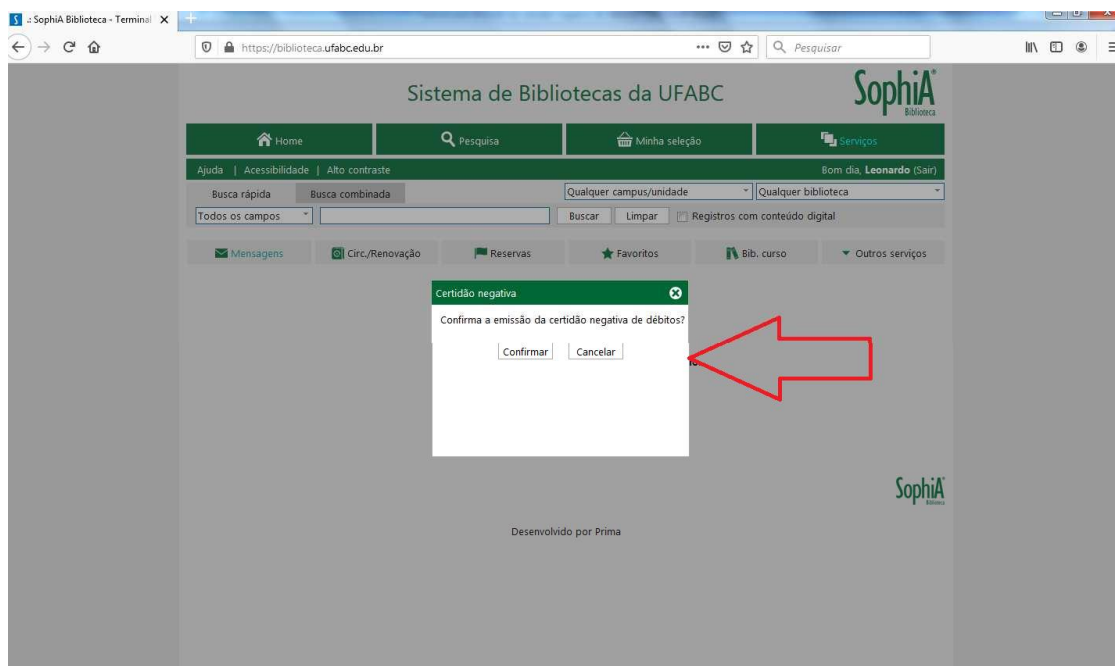 .: SophiA Biblioteca - Terminal
https://biblioteca.ufabc.edu.br
Pesquisar
Sistema de Bibliotecas da UFABC
SophiA
Biblioteca
Home
Pesquisa
Minha seleção
Serviços
Ajuda | Acessibilidade | Alto contraste
Bom dia, Leonardo (Sair)
Busca rápida
Busca combinada
Qualquer campus/unidade
Qualquer biblioteca
Todos os campos
Buscar
Limpar
Registros com conteúdo digital
Mensagens
Circ./Renovação
Reservas
Favoritos
Bib. curso
Outros serviços
Certidão negativa
Confirma a emissão da certidão negativa de débitos?
Confirmar
Cancelar
SophiA
Biblioteca
Desenvolvido por Prima